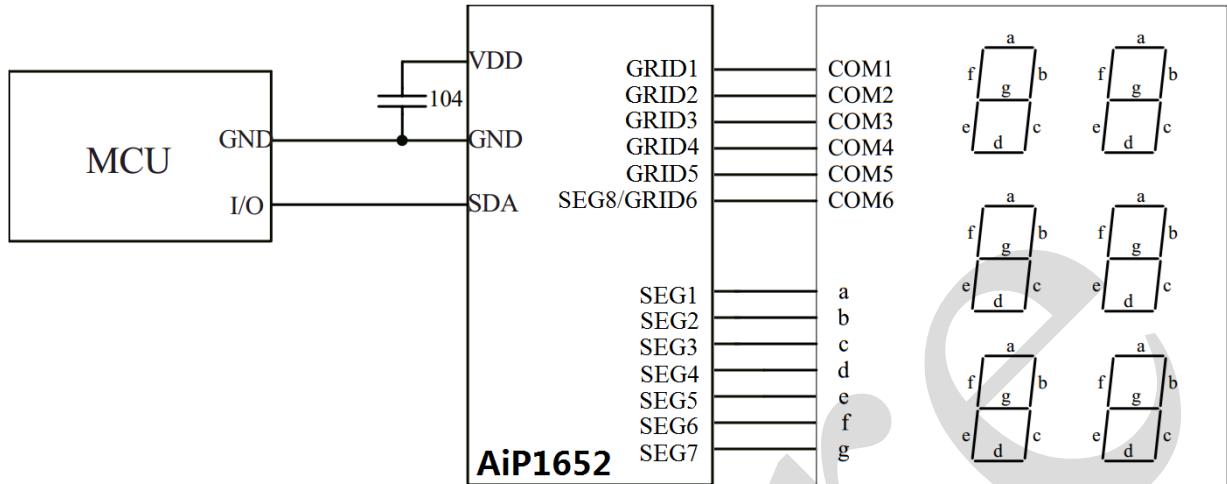 MCU
GND
I/O
104
VDD
GND
SDA
GRID1
GRID2
GRID3
GRID4
GRID5
SEG8/GRID6
SEG1
SEG2
SEG3
SEG4
SEG5
SEG6
SEG7
AiP1652
COM1
COM2
COM3
COM4
COM5
COM6
a
b
c
d
e
f
g
a a
f b f b
g g
e c e c
d d
a a
f b f b
g g
e c e c
d d
a a
f b f b
g g
e c e c
d d